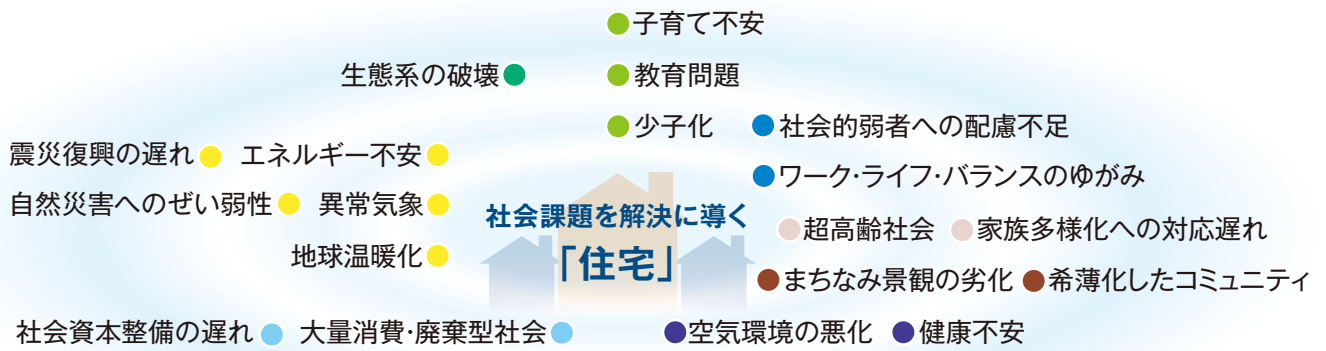 子育て不安
生態系の破壊
教育問題
少子化
社会的弱者への配慮不足
震災復興の遅れ
エネルギー不安
ワーク・ライフ・バランスのゆがみ
自然災害へのぜい弱性
異常気象
社会課題を解決に導く
「住宅」
超高齢社会
家族多様化への対応遅れ
地球温暖化
まちなみ景観の劣化
希薄化したコミュニティ
社会資本整備の遅れ
大量消費・廃棄型社会
空気環境の悪化
健康不安